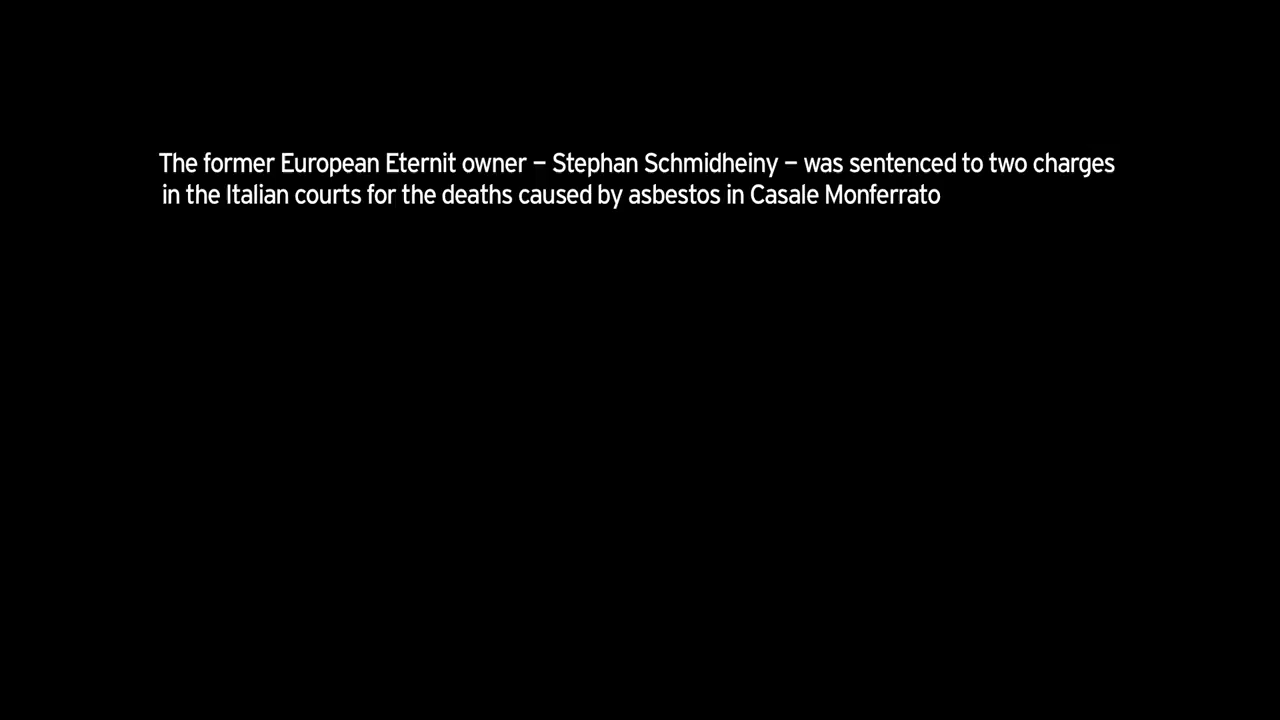 The former European Eternit owner – Stephan Schmidheiny – was sentenced to two charges
in the Italian courts for the deaths caused by asbestos in Casale Monferrato